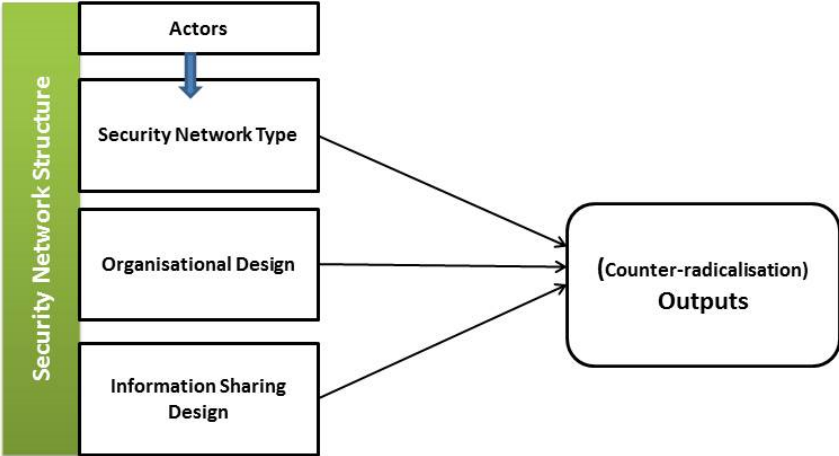 Security Network Structure
Actors
Security Network Type
Organisational Design
Information Sharing
Design
(Counter-radicalisation)
Outputs